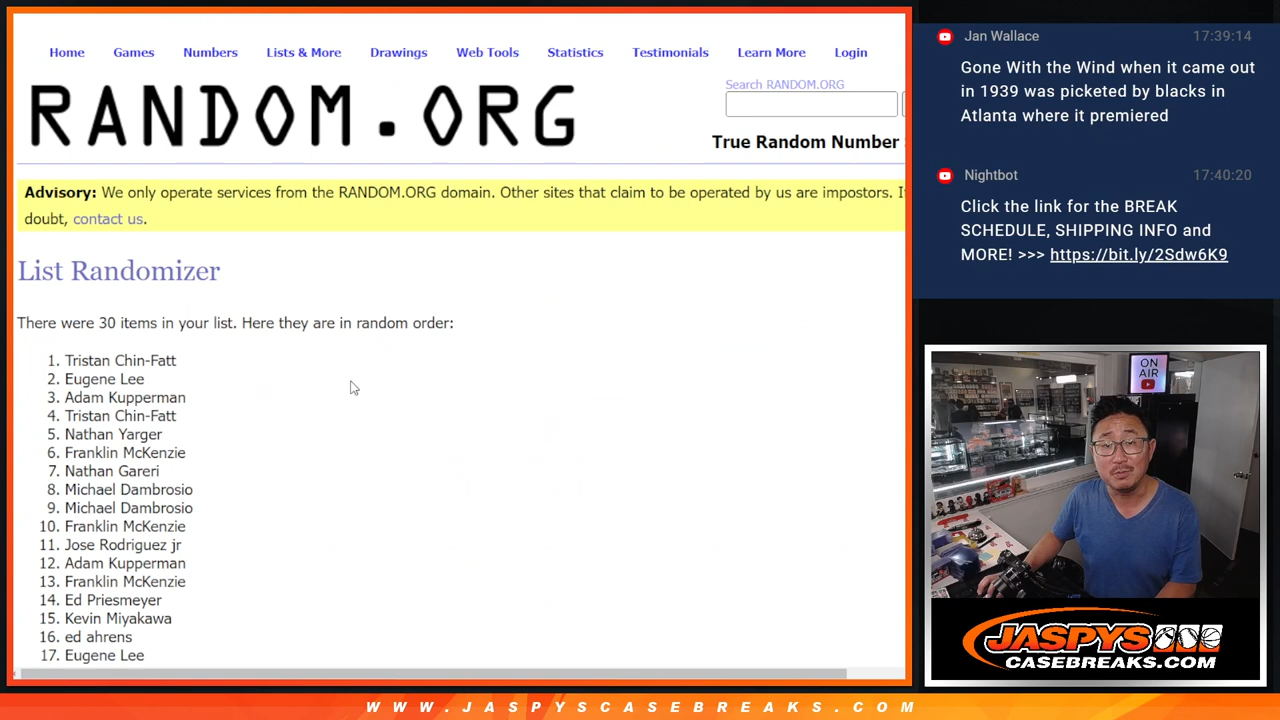 Home Games Numbers Lists & More Drawings Web Tools Statistics Testimonials Learn More Login
RANDOM.ORG
Search RANDOM.ORG
True Random Number
Advisory: We only operate services from the RANDOM.ORG domain. Other sites that claim to be operated by us are impostors. I
doubt, contact us.
List Randomizer
There were 30 items in your list. Here they are in random order:
1. Tristan Chin-Fatt
2. Eugene Lee
3. Adam Kupperman
4. Tristan Chin-Fatt
5. Nathan Yarger
6. Franklin McKenzie
7. Nathan Gareri
8. Michael Dambrosio
9. Michael Dambrosio
10. Franklin McKenzie
11. Jose Rodriguez jr
12. Adam Kupperman
13. Franklin McKenzie
14. Ed Priesmeyer
15. Kevin Miyakawa
16. ed ahrens
17. Eugene Lee
Jan Wallace 17:39:14
Gone With the Wind when it came out
in 1939 was picketed by blacks in
Atlanta where it premiered
Nightbot 17:40:20
Click the link for the BREAK
SCHEDULE, SHIPPING INFO and
MORE! >>> https://bit.ly/2Sdw6K9
ON
AIR
JASPYS
CASEBREAKS.COM
WWW.JASPYSCASEBREAKS.COM